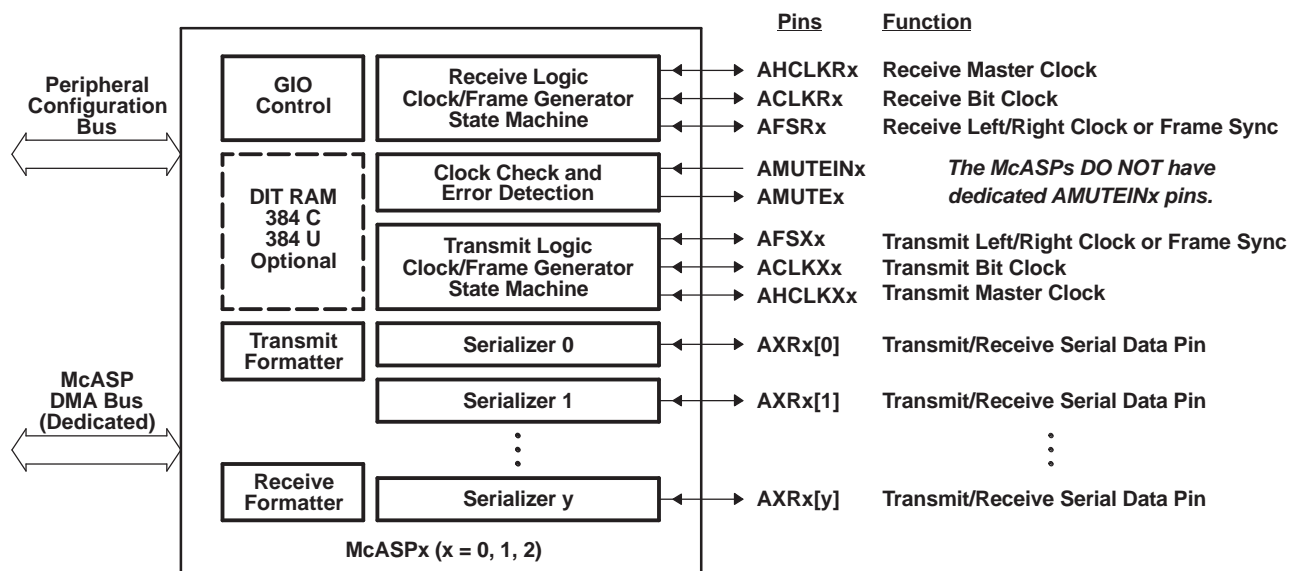 Pins Function
Peripheral
Configuration
Bus
GIO
Control
Receive Logic
Clock/Frame Generator
State Machine
AHCLKRx Receive Master Clock
ACLKRx Receive Bit Clock
AFSRx Receive Left/Right Clock or Frame Sync
DIT RAM
384 C
384 U
Optional
Clock Check and
Error Detection
AMUTEINx
AMUTEx
The McASPs DO NOT have
dedicated AMUTEINx pins.
Transmit Logic
Clock/Frame Generator
State Machine
AFSXx Transmit Left/Right Clock or Frame Sync
ACLKXx Transmit Bit Clock
AHCLKXx Transmit Master Clock
Transmit
Formatter
Serializer 0
AXRx[0] Transmit/Receive Serial Data Pin
McASP
DMA Bus
(Dedicated)
Serializer 1
AXRx[1] Transmit/Receive Serial Data Pin
Receive
Formatter
Serializer y
AXRx[y] Transmit/Receive Serial Data Pin
McASPx (x = 0, 1, 2)